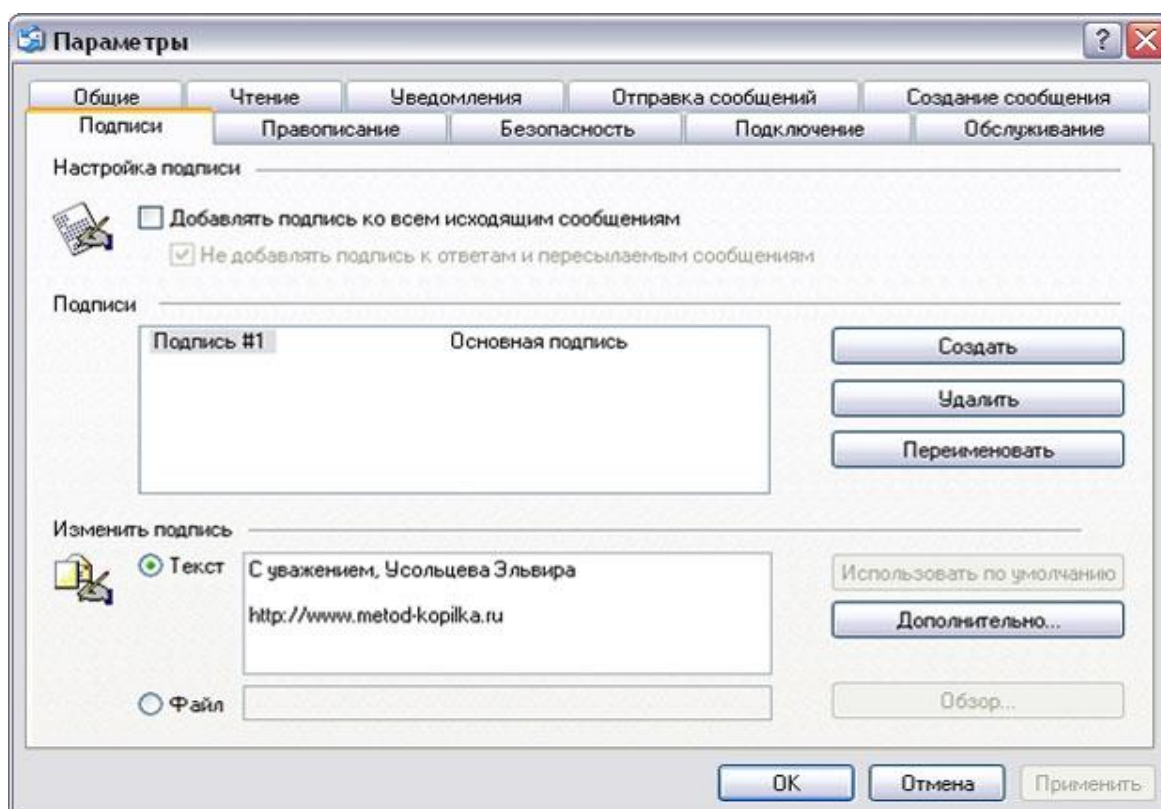 Параметры
Общие Чтение Уведомления Отправка сообщений Создание сообщения
Подписи Правописание Безопасность Подключение Обслуживание
Настройка подписи
Добавлять подпись ко всем исходящим сообщениям
Не добавлять подпись к ответам и пересылаемым сообщениям
Подписи
Подпись #1 Основная подпись
Создать
Удалить
Переименовать
Изменить подпись
Текст
С уважением, Усольцева Эльвира
http://www.metod-kopilka.ru
Использовать по умолчанию
Дополнительно...
Файл
Обзор...
OK Отмена Применить